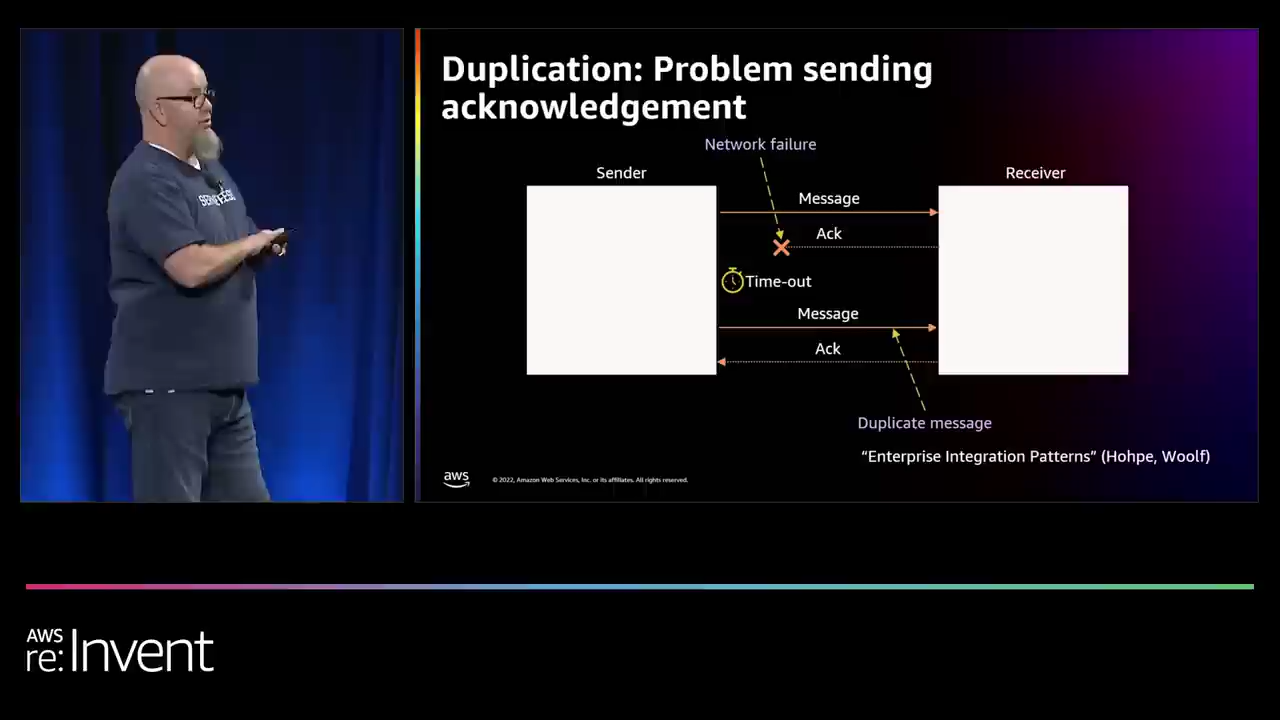 Duplication: Problem sending
acknowledgement
Network failure
Sender
Receiver
Message
Ack
Time-out
Message
Ack
Duplicate message
“Enterprise Integration Patterns” (Hohpe, Woolf)
aws
© 2022, Amazon Web Services, Inc. or its affiliates. All rights reserved.
AWS
re:Invent